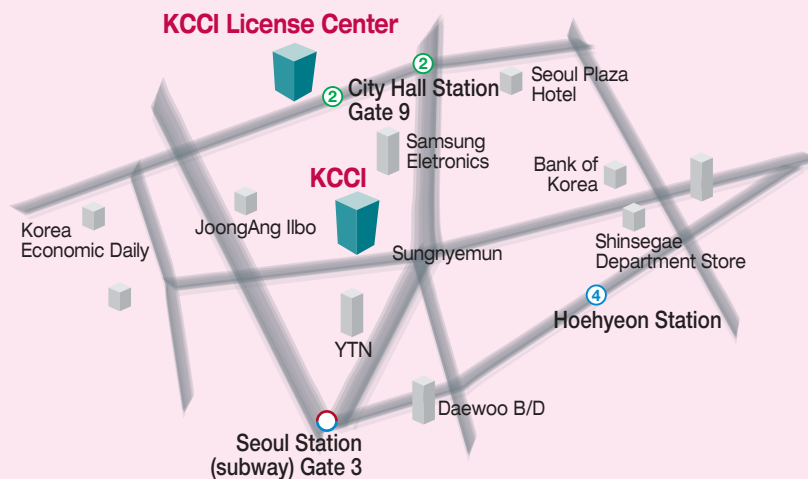 KCCI License Center
2
2
City Hall Station
Gate 9
Seoul Plaza
Hotel
Samsung
Eletronics
Bank of
Korea
KCCI
Korea
Economic Daily
JoongAng Ilbo
Sungnyemun
Shinsegae
Department Store
4
Hoehyeon Station
YTN
Daewoo B/D
Seoul Station
(subway) Gate 3